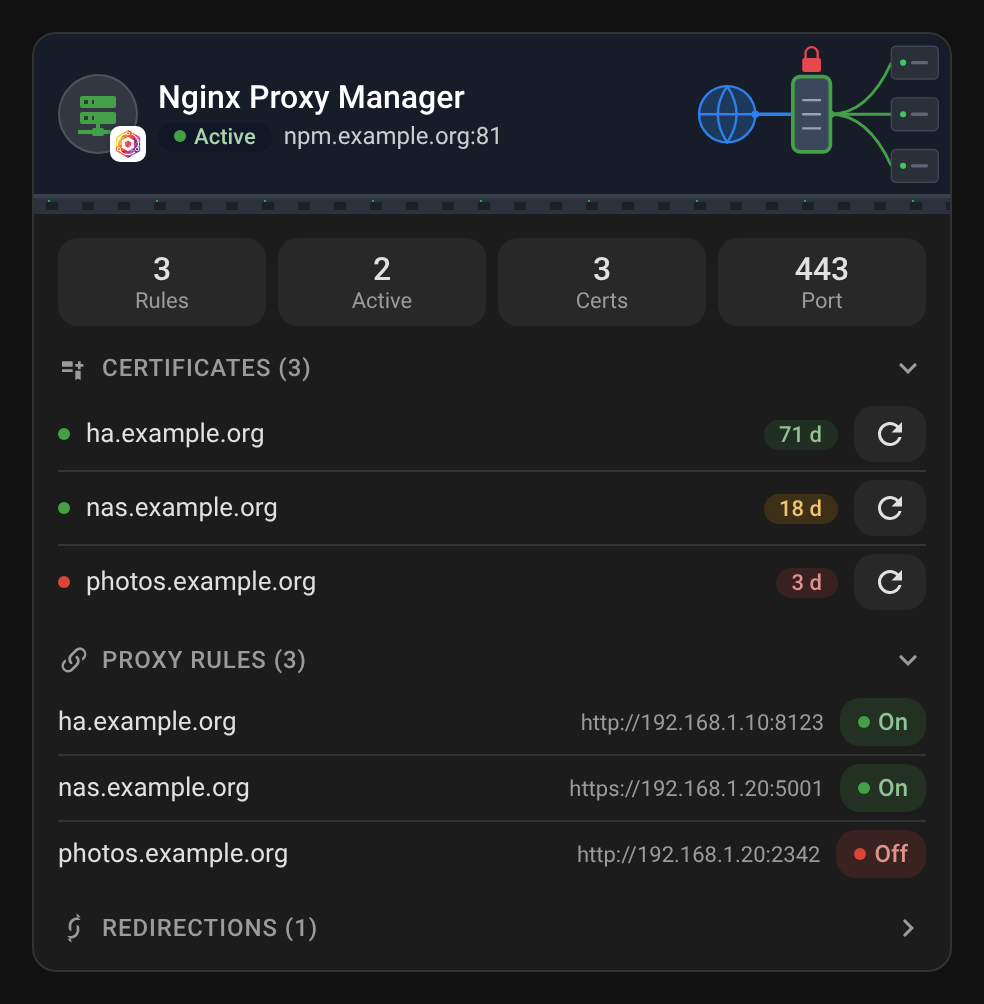 Nginx Proxy Manager
Active npm.example.org:81
3 2 3 443
Rules Active Certs Port
CERTIFICATES (3)
ha.example.org 71 d
nas.example.org 18 d
photos.example.org 3 d
PROXY RULES (3)
ha.example.org http://192.168.1.10:8123 On
nas.example.org https://192.168.1.20:5001 On
photos.example.org http://192.168.1.20:2342 Off
REDIRECTIONS (1)